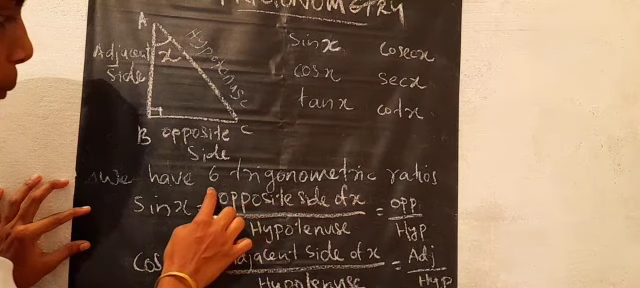 TRIGONOMETRY
A
Adjacent Side
x
Hypotenuse
B
opposite Side
C
Sinx cosecx
cosx secx
tanx cotx
We have 6 trigonometric ratios
Sinx = opposite side of x / Hypotenuse = opp / Hyp
Cos adjacent side of x / Hypotenuse = Adj / Hyp